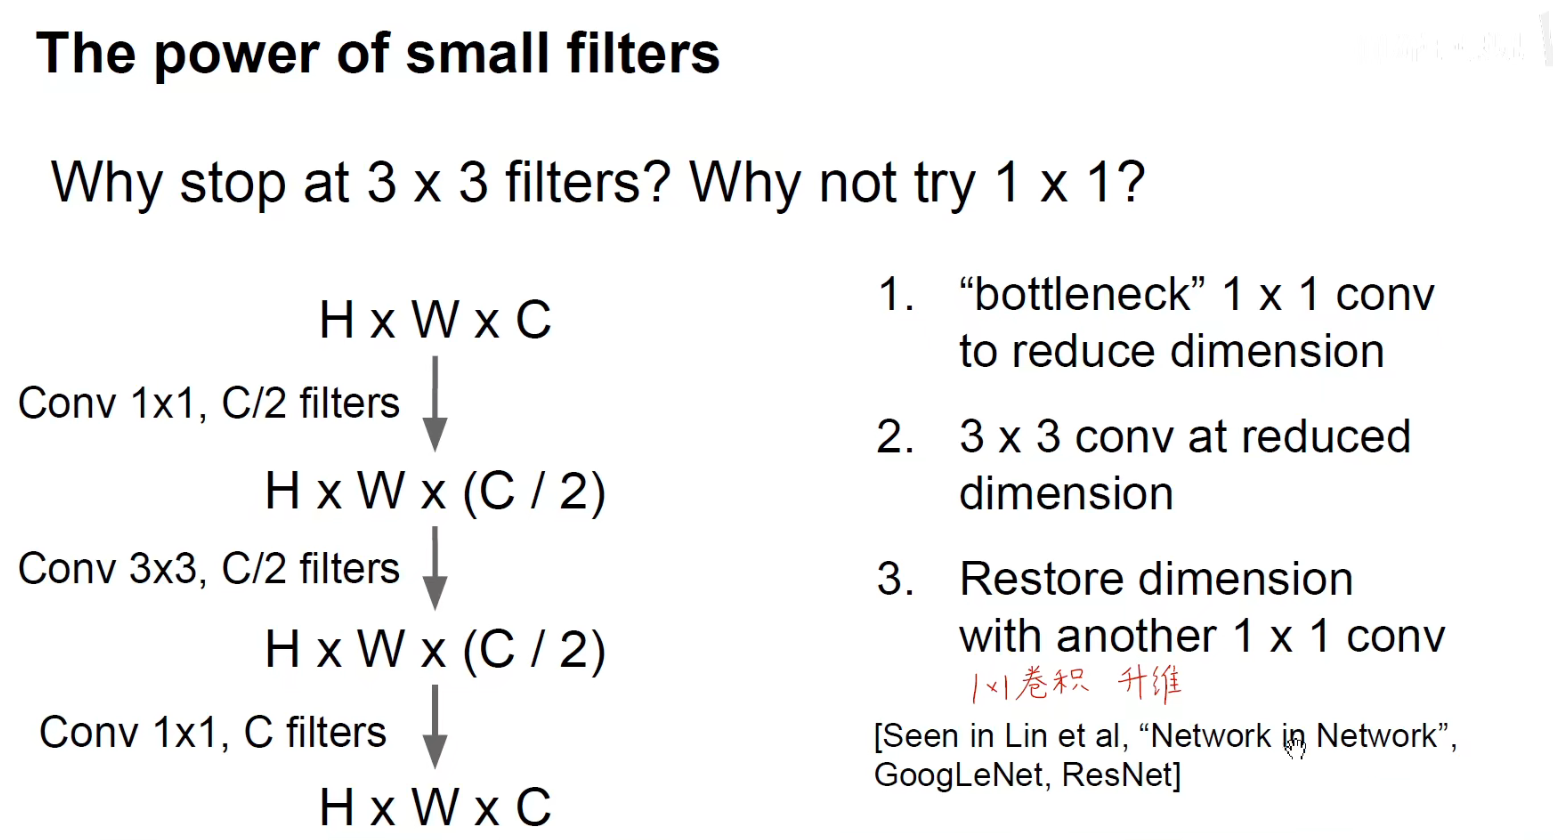 The power of small filters
Why stop at 3 x 3 filters? Why not try 1 x 1?
H x W x C
Conv 1x1, C/2 filters
H x W x (C / 2)
Conv 3x3, C/2 filters
H x W x (C / 2)
Conv 1x1, C filters
H x W x C
1. “bottleneck” 1 x 1 conv
to reduce dimension
2. 3 x 3 conv at reduced
dimension
3. Restore dimension
with another 1 x 1 conv
1x1卷积 升维
[Seen in Lin et al, “Network in Network”,
GoogLeNet, ResNet]